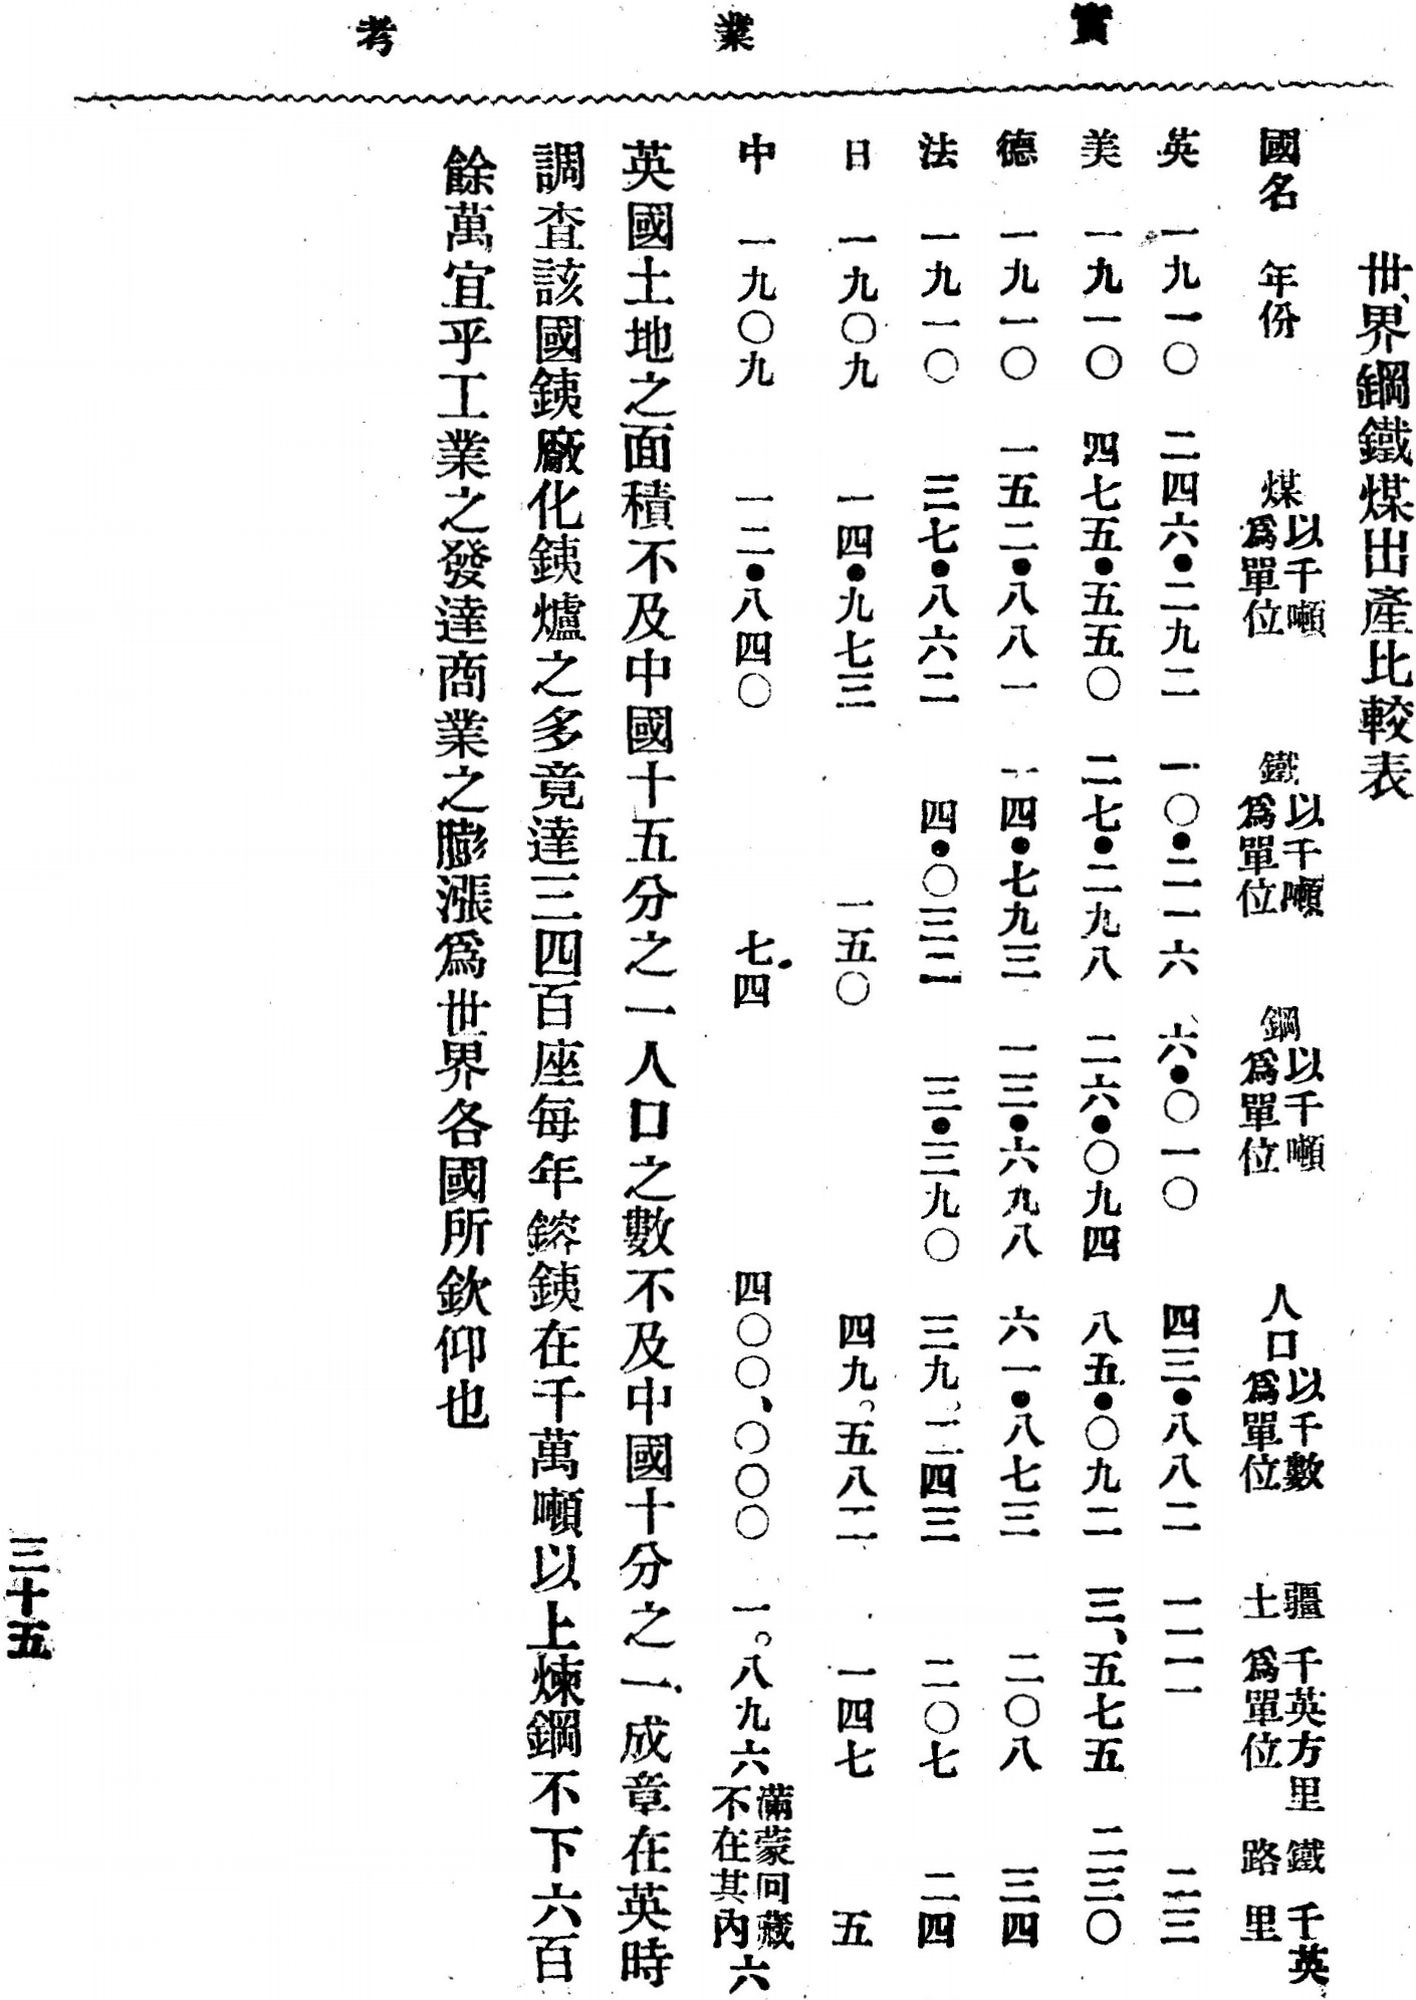 實業考
世界鋼鐵煤出產比較表
國名 年份 煤以千噸爲單位 鐵以千噸爲單位 鋼以千噸爲單位 人口以千數爲單位 疆土千英方里爲單位 鐵路千英里
英 一九一〇 二四六•二九二 一〇•二一六 六•〇一〇 四三•八八二 一二一 二三
美 一九一〇 四七五•五五〇 二七•二九八 二六•〇九四 八五•〇九二 三、五七五 二三〇
德 一九一〇 一五二•八八一 一四•七九三 一三•六九八 六一•八七三 二〇八 三四
法 一九一〇 三七•八六二 四•〇三二 三•三九〇 三九、二四三 二〇七 二四
日 一九〇九 一四•九七三 一五〇 四九。五八二 一四七 五
中 一九〇九 一二•八四〇 七四 四〇〇、〇〇〇 一。八九六滿蒙回藏不在其內 六
英國土地之面積不及中國十五分之一人口之數不及中國十分之一成章在英時
調查該國銕廠化銕爐之多竟達三四百座每年鎔銕在千萬噸以上煉鋼不下六百
餘萬宜乎工業之發達商業之膨漲爲世界各國所欽仰也
三十五